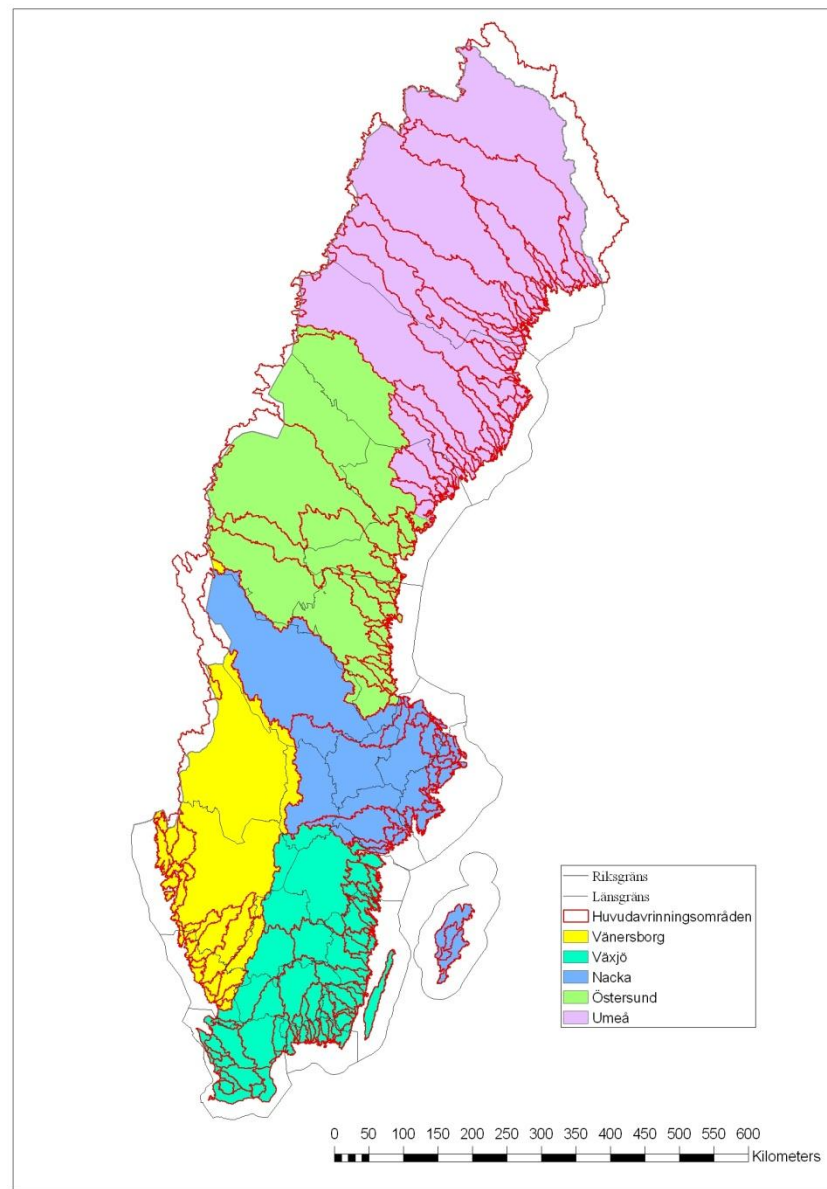 Riksgräns
Länsgräns
Huvudavrinningsområden
Vänersborg
Växjö
Nacka
Östersund
Umeå
0 50 100 150 200 250 300 350 400 450 500 550 600
Kilometers